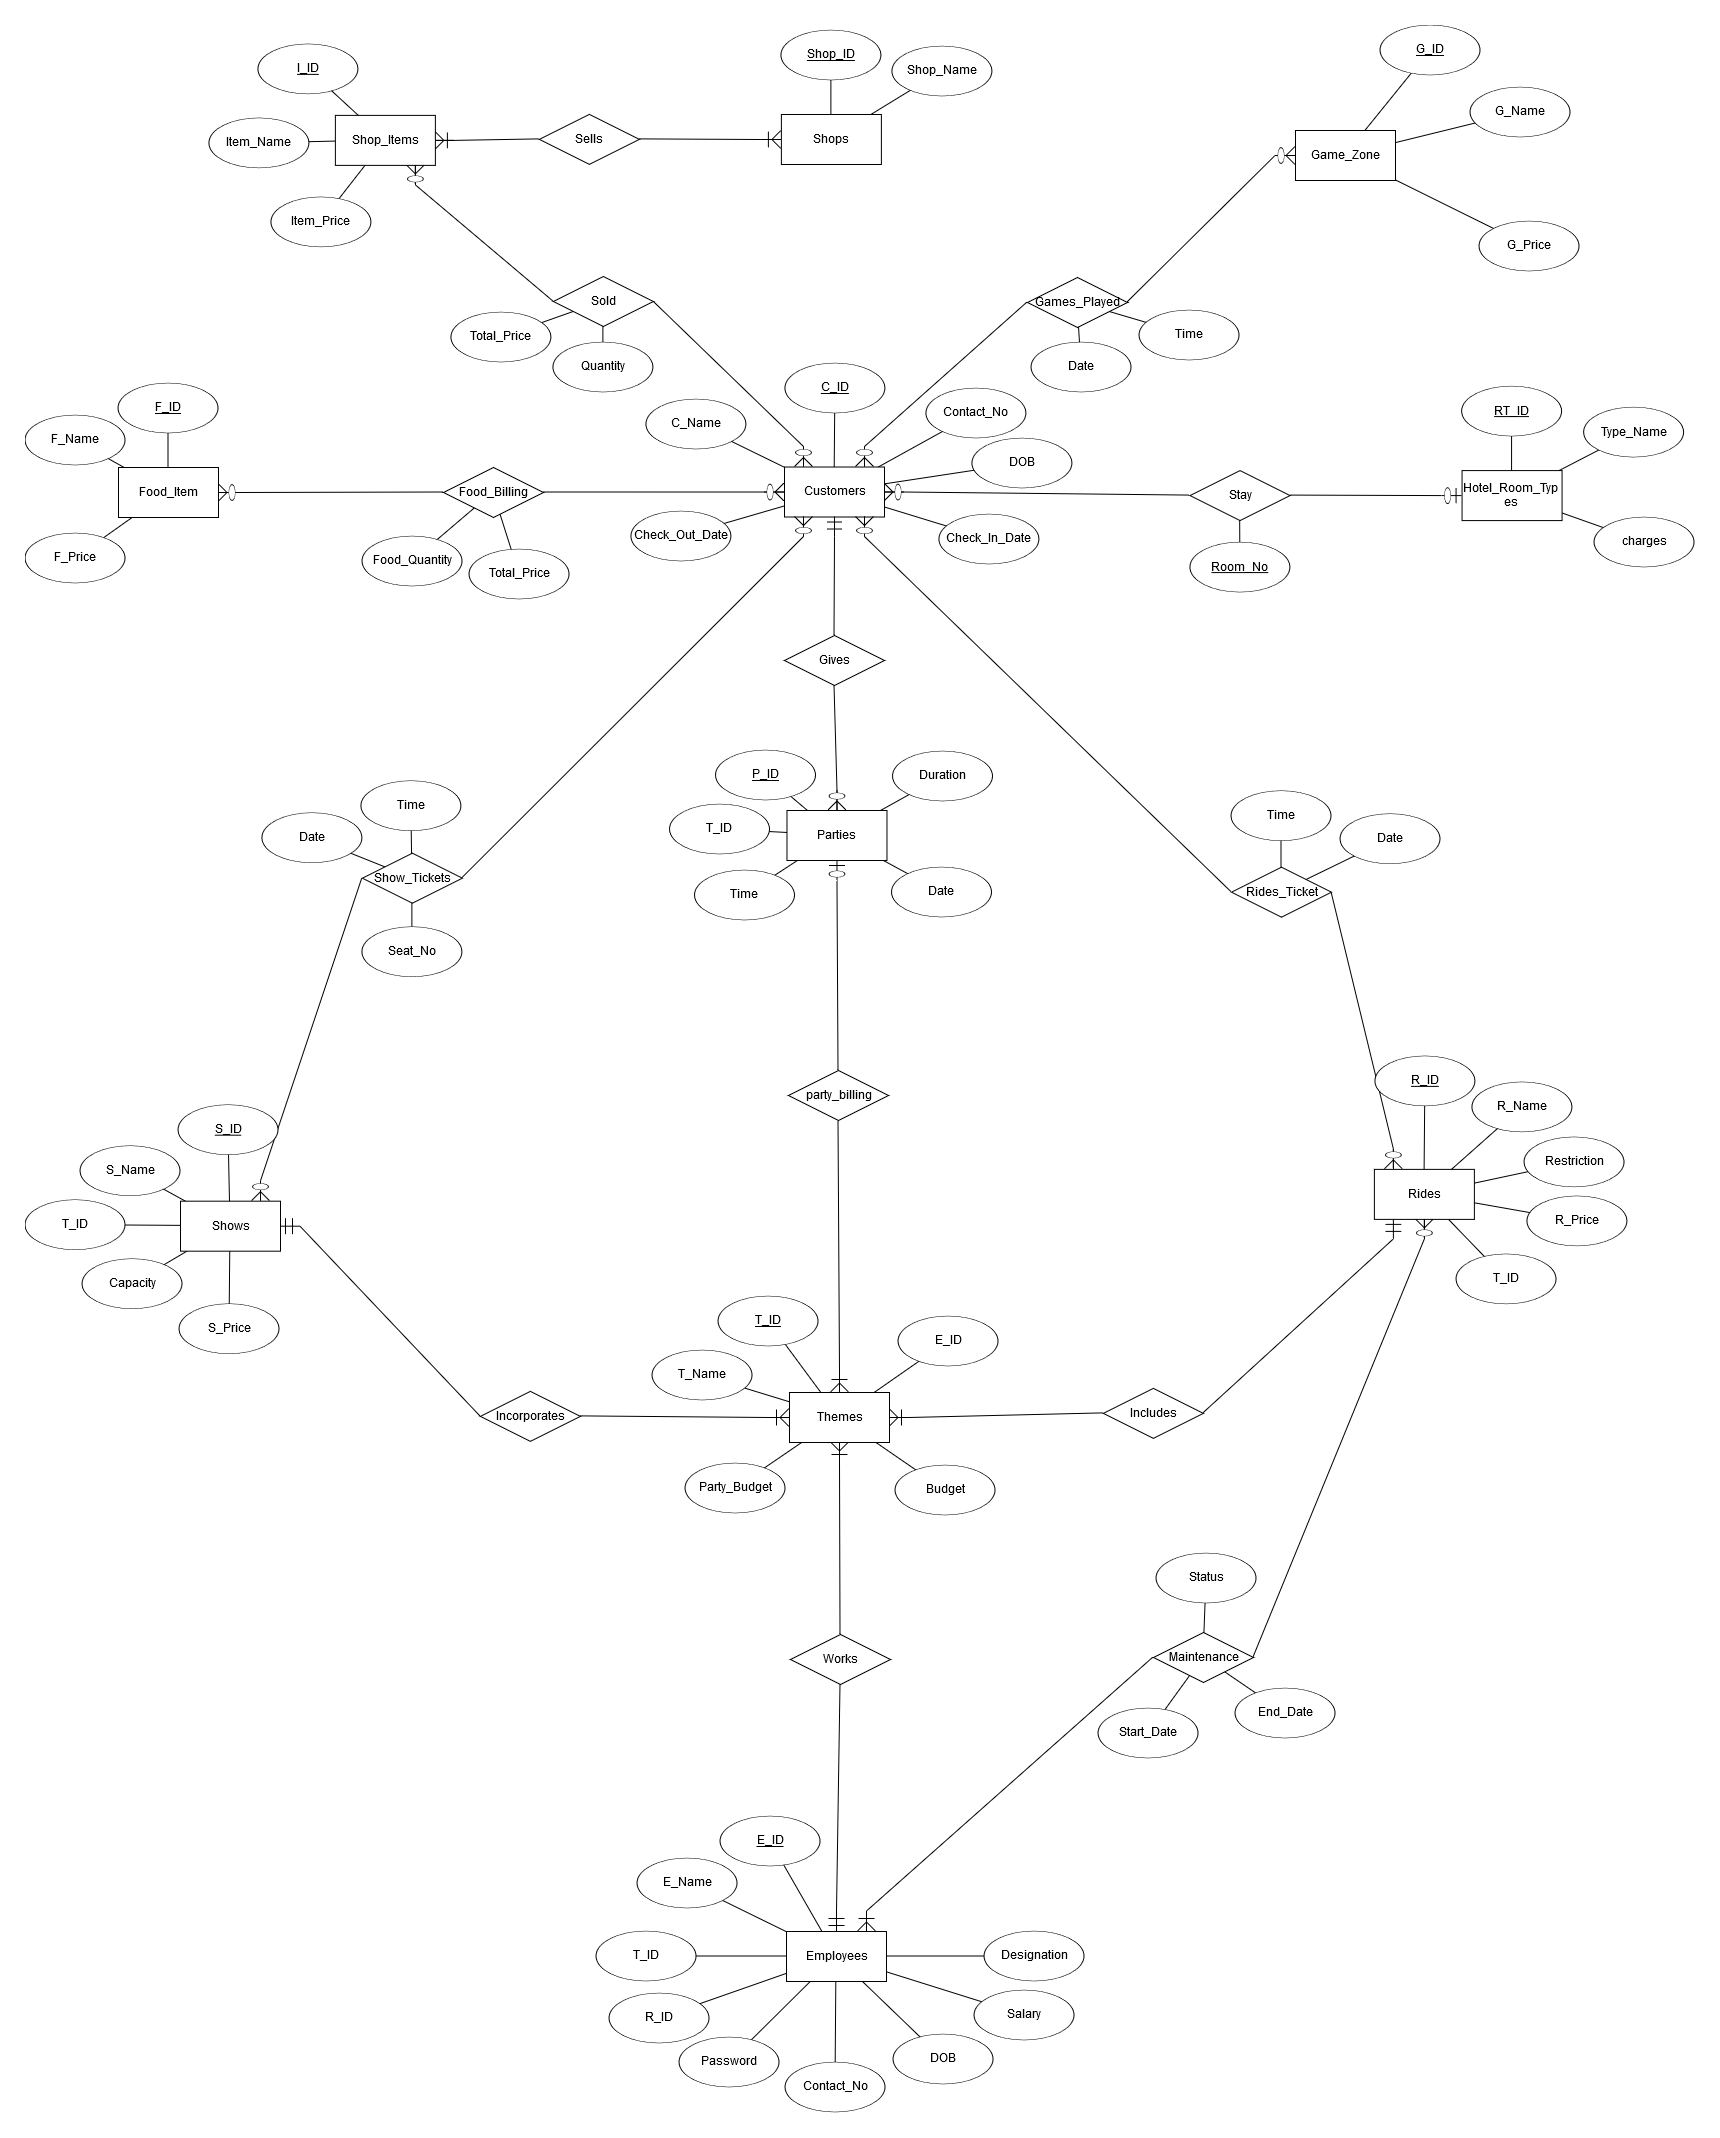 G_ID
Shop_ID
I_ID
Shop_Name
G_Name
Item_Name
Shop_Items
Sells
Shops
Game_Zone
Item_Price
G_Price
Sold
Games_Played
Total_Price
Time
Quantity
Date
C_ID
F_ID
Contact_No
RT_ID
C_Name
F_Name
Type_Name
DOB
Food_Item
Food_Billing
Customers
Stay
Hotel_Room_Typ
es
Check_Out_Date
Check_In_Date
charges
F_Price
Food_Quantity
Total_Price
Room_No
Gives
P_ID
Duration
Time
Date
T_ID
Parties
Time
Date
Show_Tickets
Time
Date
Rides_Ticket
Seat_No
R_ID
party_billing
R_Name
S_ID
Restriction
S_Name
Rides
T_ID
Shows
R_Price
Capacity
T_ID
S_Price
T_ID
E_ID
T_Name
Incorporates
Themes
Includes
Party_Budget
Budget
Status
Works
Maintenance
End_Date
Start_Date
E_ID
E_Name
T_ID
Employees
Designation
R_ID
Salary
Password
DOB
Contact_No